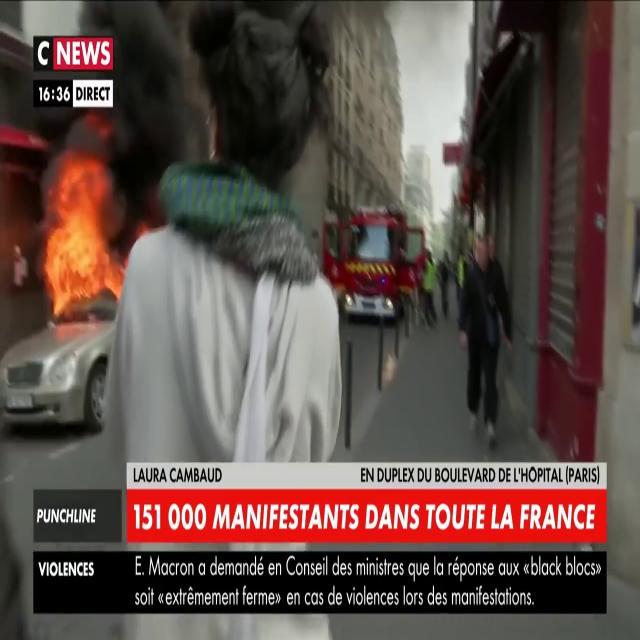 C NEWS
16:36 DIRECT
LAURA CAMBAUD
EN DUPLEX DU BOULEVARD DE L'HÔPITAL (PARIS)
PUNCHLINE
151 000 MANIFESTANTS DANS TOUTE LA FRANCE
VIOLENCES
E. Macron a demandé en Conseil des ministres que la réponse aux «black blocs»
soit «extrêmement ferme» en cas de violences lors des manifestations.